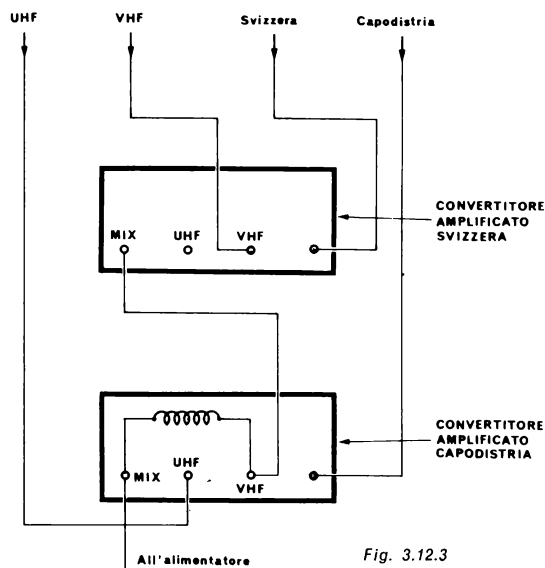 UHF
VHF
Svizzera
Capodistria
MIX
UHF
VHF
CONVERTITORE
AMPLIFICATO
SVIZZERA
MIX
UHF
VHF
CONVERTITORE
AMPLIFICATO
CAPODISTRIA
All'alimentatore
Fig. 3.12.3